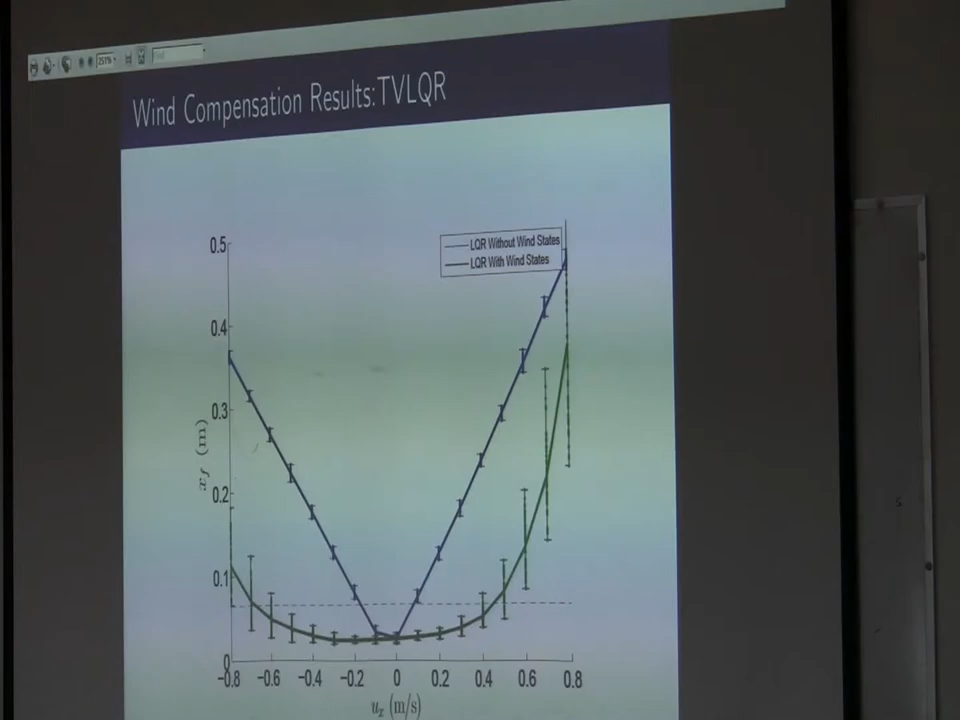 251%
Wind Compensation Results:TVLQR
LQR Without Wind States
LQR With Wind States
0.5
0.4
0.3
0.2
0.1
0
x_f (m)
-0.8 -0.6 -0.4 -0.2 0 0.2 0.4 0.6 0.8
u_x (m/s)